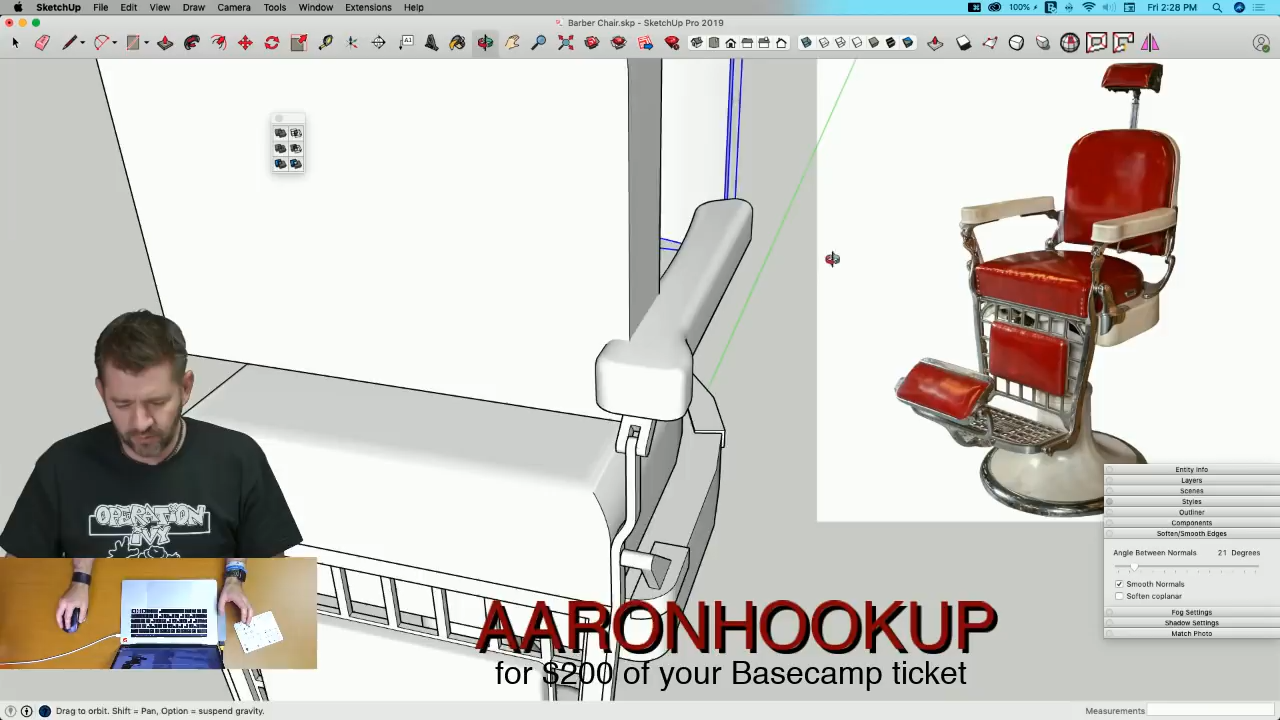 SketchUp File Edit View Draw Camera Tools Window Extensions Help
100% Fri 2:28 PM
Barber Chair.skp - SketchUp Pro 2019
Entity Info
Layers
Scenes
Styles
Outliner
Components
Soften/Smooth Edges
Angle Between Normals 21 Degrees
Smooth Normals
Soften coplanar
Fog Settings
Shadow Settings
Match Photo
OPERATION
IVY
AARONHOOKUP
for $200 of your Basecamp ticket
Drag to orbit. Shift = Pan, Option = suspend gravity.
Measurements